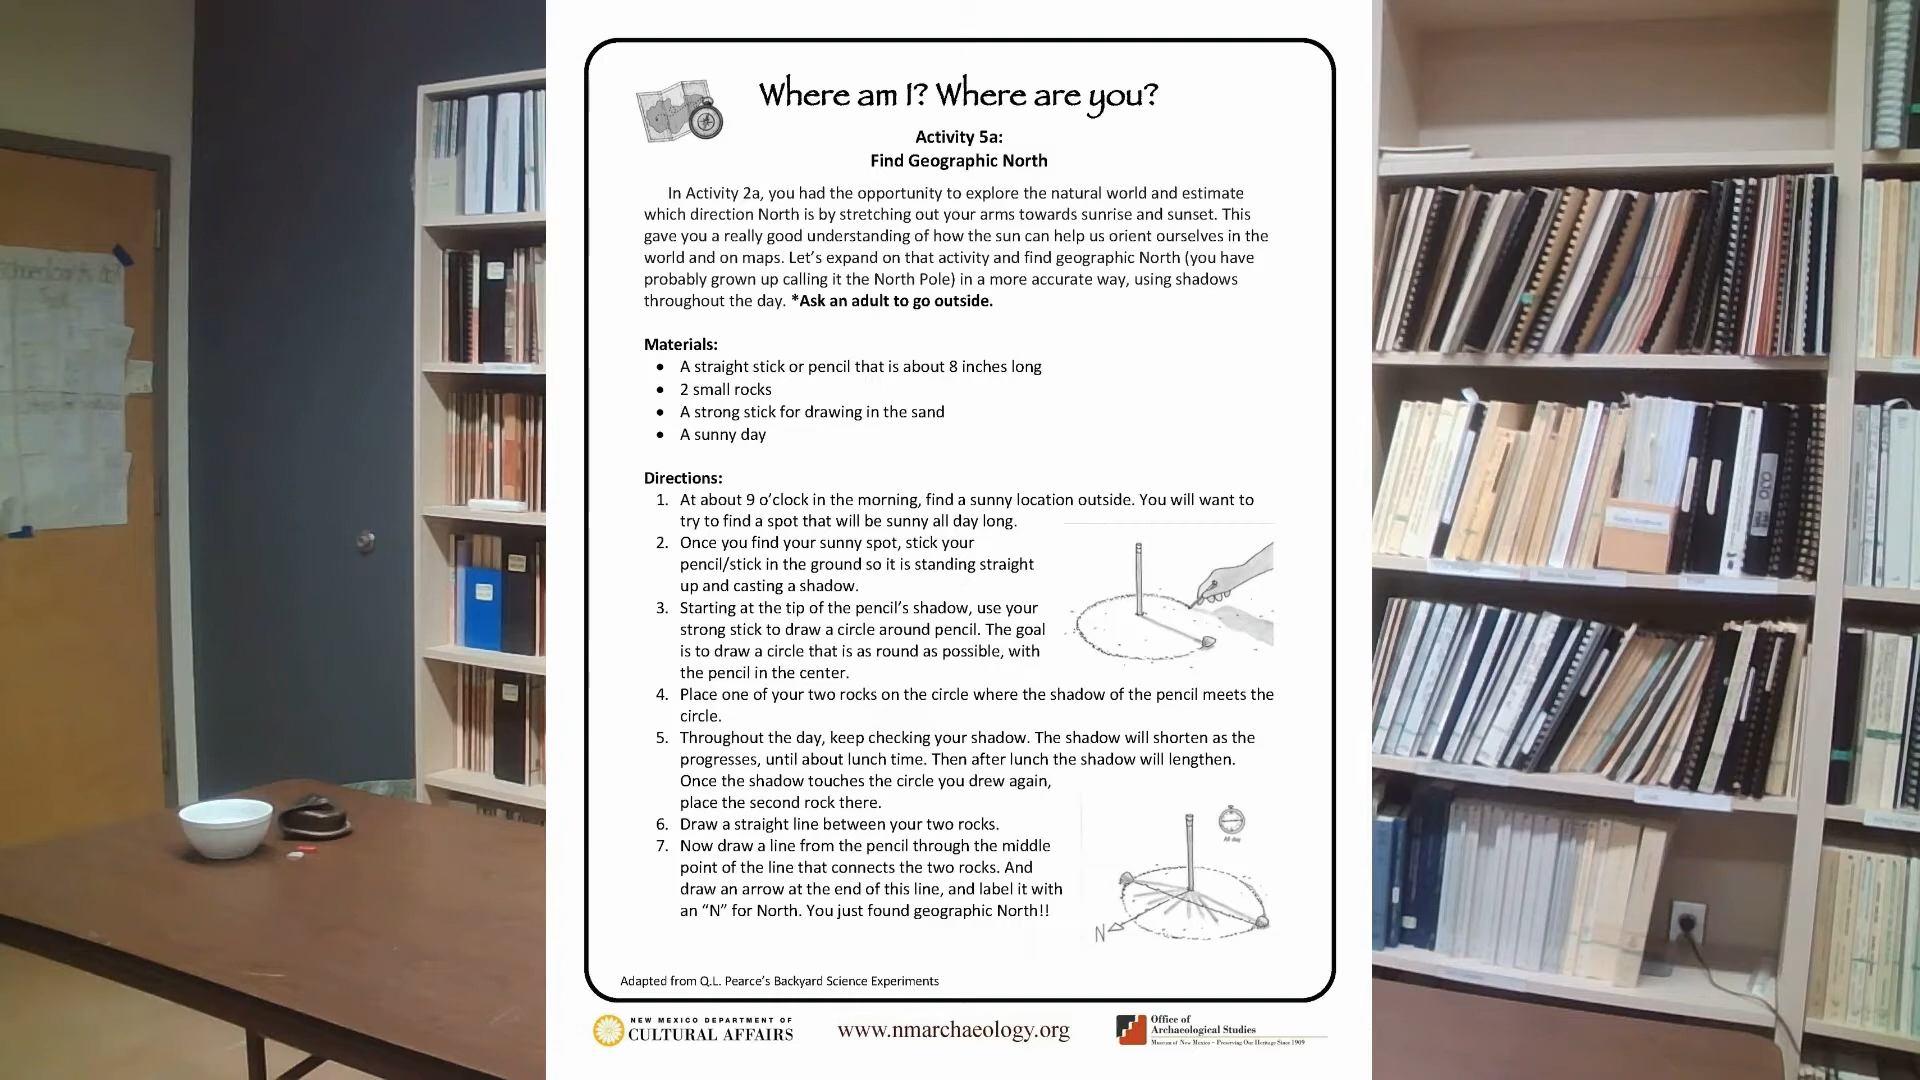 Where am I? Where are you?
Activity 5a:
Find Geographic North
In Activity 2a, you had the opportunity to explore the natural world and estimate
which direction North is by stretching out your arms towards sunrise and sunset. This
gave you a really good understanding of how the sun can help us orient ourselves in the
world and on maps. Let's expand on that activity and find geographic North (you have
probably grown up calling it the North Pole) in a more accurate way, using shadows
throughout the day. *Ask an adult to go outside.
Materials:
• A straight stick or pencil that is about 8 inches long
• 2 small rocks
• A strong stick for drawing in the sand
• A sunny day
Directions:
1. At about 9 o'clock in the morning, find a sunny location outside. You will want to
try to find a spot that will be sunny all day long.
2. Once you find your sunny spot, stick your
pencil/stick in the ground so it is standing straight
up and casting a shadow.
3. Starting at the tip of the pencil's shadow, use your
strong stick to draw a circle around pencil. The goal
is to draw a circle that is as round as possible, with
the pencil in the center.
4. Place one of your two rocks on the circle where the shadow of the pencil meets the
circle.
5. Throughout the day, keep checking your shadow. The shadow will shorten as the
progresses, until about lunch time. Then after lunch the shadow will lengthen.
Once the shadow touches the circle you drew again,
place the second rock there.
6. Draw a straight line between your two rocks.
7. Now draw a line from the pencil through the middle
point of the line that connects the two rocks. And
draw an arrow at the end of this line, and label it with
an "N" for North. You just found geographic North!!
All day
N
Adapted from Q.L. Pearce's Backyard Science Experiments
NEW MEXICO DEPARTMENT OF
CULTURAL AFFAIRS
www.nmarchaeology.org
Office of
Archaeological Studies
Museum of New Mexico ~ Preserving Our Heritage Since 1909